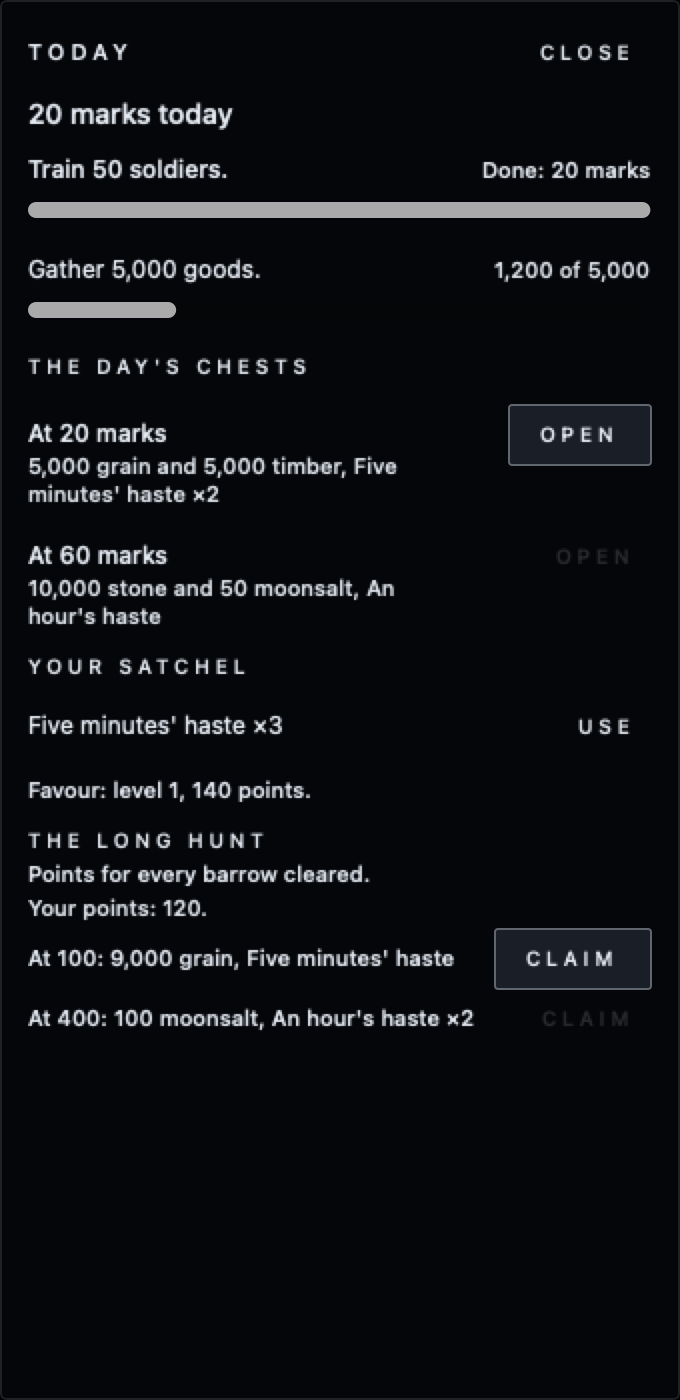 TODAY CLOSE
20 marks today
Train 50 soldiers. Done: 20 marks
Gather 5,000 goods. 1,200 of 5,000
THE DAY'S CHESTS
At 20 marks OPEN
5,000 grain and 5,000 timber, Five
minutes' haste ×2
At 60 marks OPEN
10,000 stone and 50 moonsalt, An
hour's haste
YOUR SATCHEL
Five minutes' haste ×3 USE
Favour: level 1, 140 points.
THE LONG HUNT
Points for every barrow cleared.
Your points: 120.
At 100: 9,000 grain, Five minutes' haste CLAIM
At 400: 100 moonsalt, An hour's haste ×2 CLAIM